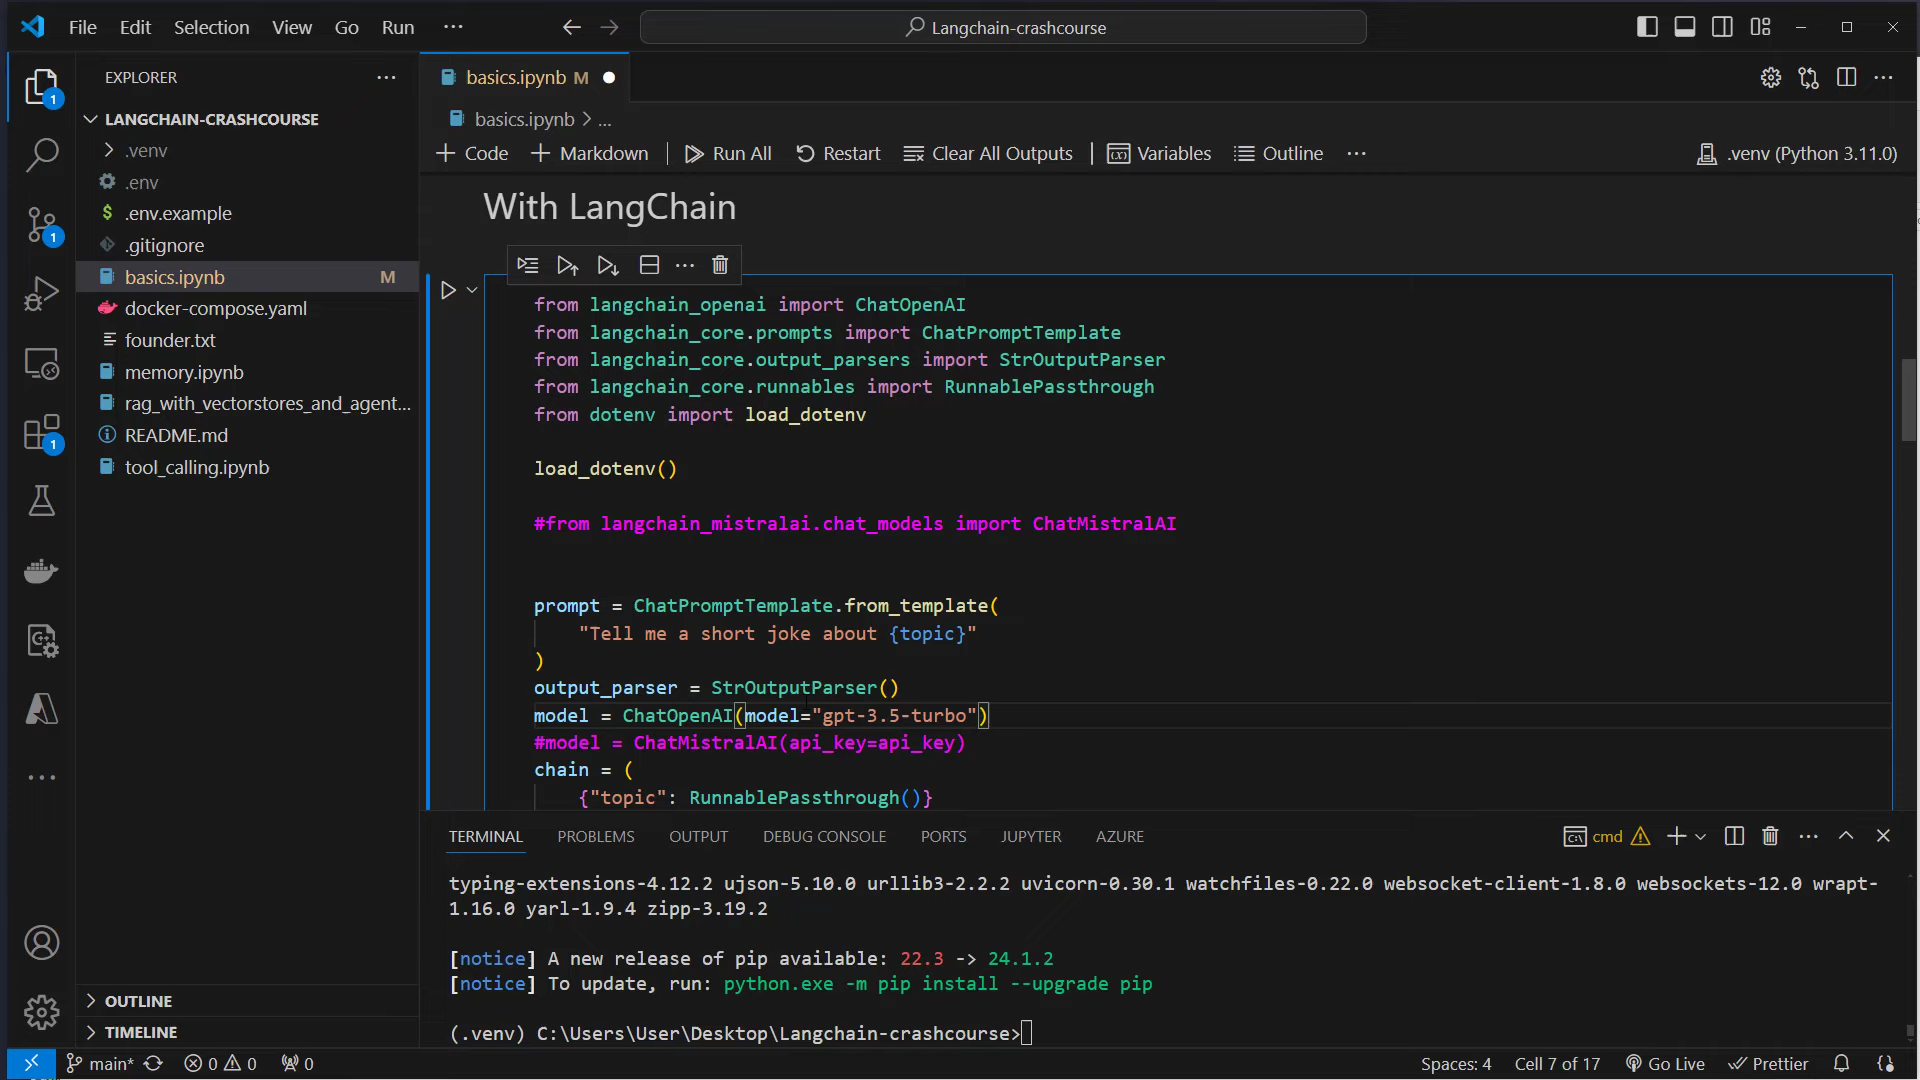 File Edit Selection View Go Run ... Langchain-crashcourse
EXPLORER
LANGCHAIN-CRASHCOURSE
.venv
.env
.env.example
.gitignore
basics.ipynb M
docker-compose.yaml
founder.txt
memory.ipynb
rag_with_vectorstores_and_agent...
README.md
tool_calling.ipynb
OUTLINE
TIMELINE
1
1
1
basics.ipynb M
basics.ipynb > ...
+ Code + Markdown Run All Restart Clear All Outputs Variables Outline ... .venv (Python 3.11.0)
With LangChain
from langchain_openai import ChatOpenAI
from langchain_core.prompts import ChatPromptTemplate
from langchain_core.output_parsers import StrOutputParser
from langchain_core.runnables import RunnablePassthrough
from dotenv import load_dotenv
load_dotenv()
#from langchain_mistralai.chat_models import ChatMistralAI
prompt = ChatPromptTemplate.from_template(
"Tell me a short joke about {topic}"
)
output_parser = StrOutputParser()
model = ChatOpenAI(model="gpt-3.5-turbo")
#model = ChatMistralAI(api_key=api_key)
chain = (
{"topic": RunnablePassthrough()}
TERMINAL PROBLEMS OUTPUT DEBUG CONSOLE PORTS JUPYTER AZURE cmd
typing-extensions-4.12.2 ujson-5.10.0 urllib3-2.2.2 uvicorn-0.30.1 watchfiles-0.22.0 websocket-client-1.8.0 websockets-12.0 wrapt-
1.16.0 yarl-1.9.4 zipp-3.19.2
[notice] A new release of pip available: 22.3 -> 24.1.2
[notice] To update, run: python.exe -m pip install --upgrade pip
(.venv) C:\Users\User\Desktop\Langchain-crashcourse>
main* 0 0 0 Spaces: 4 Cell 7 of 17 Go Live Prettier